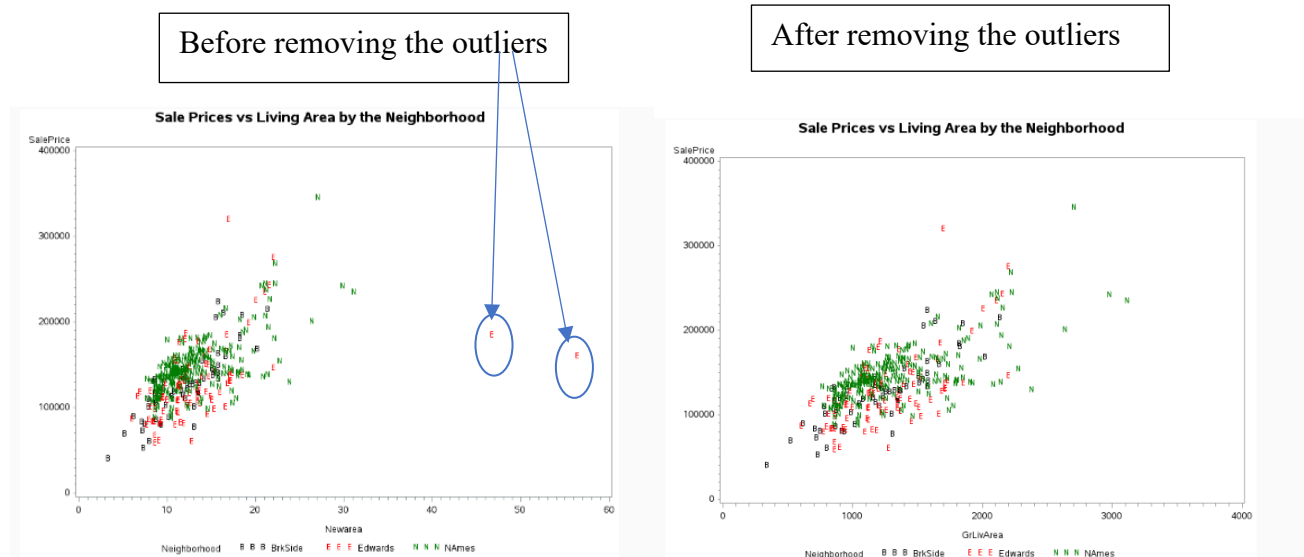 Before removing the outliers
After removing the outliers
Sale Prices vs Living Area by the Neighborhood
SalePrice
400000
300000
200000
100000
0
0 10 20 30 40 50 60
Newarea
Neighborhood B B B BrkSide E E E Edwards N N N NAmes
Sale Prices vs Living Area by the Neighborhood
SalePrice
400000
300000
200000
100000
0
0 1000 2000 3000 4000
GrLivArea
Neighborhood B B B BrkSide E E E Edwards N N N NAmes